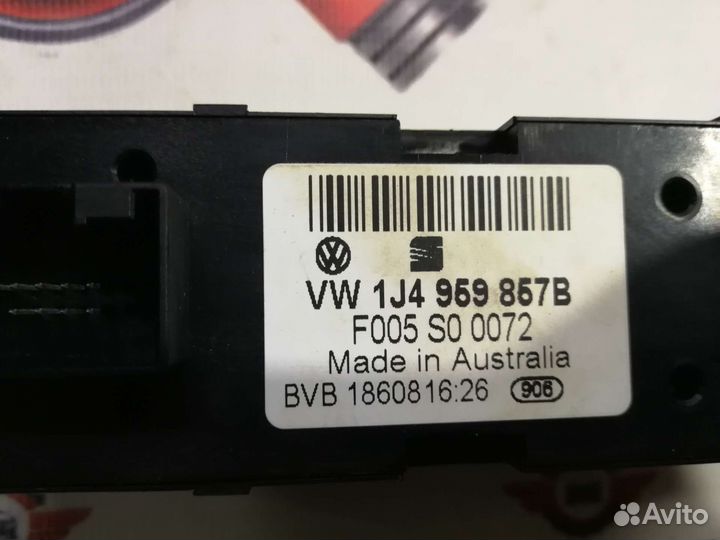 VW 1J4 959 857B
F005 S0 0072
Made in Australia
BVB 1860816:26 906
Avito